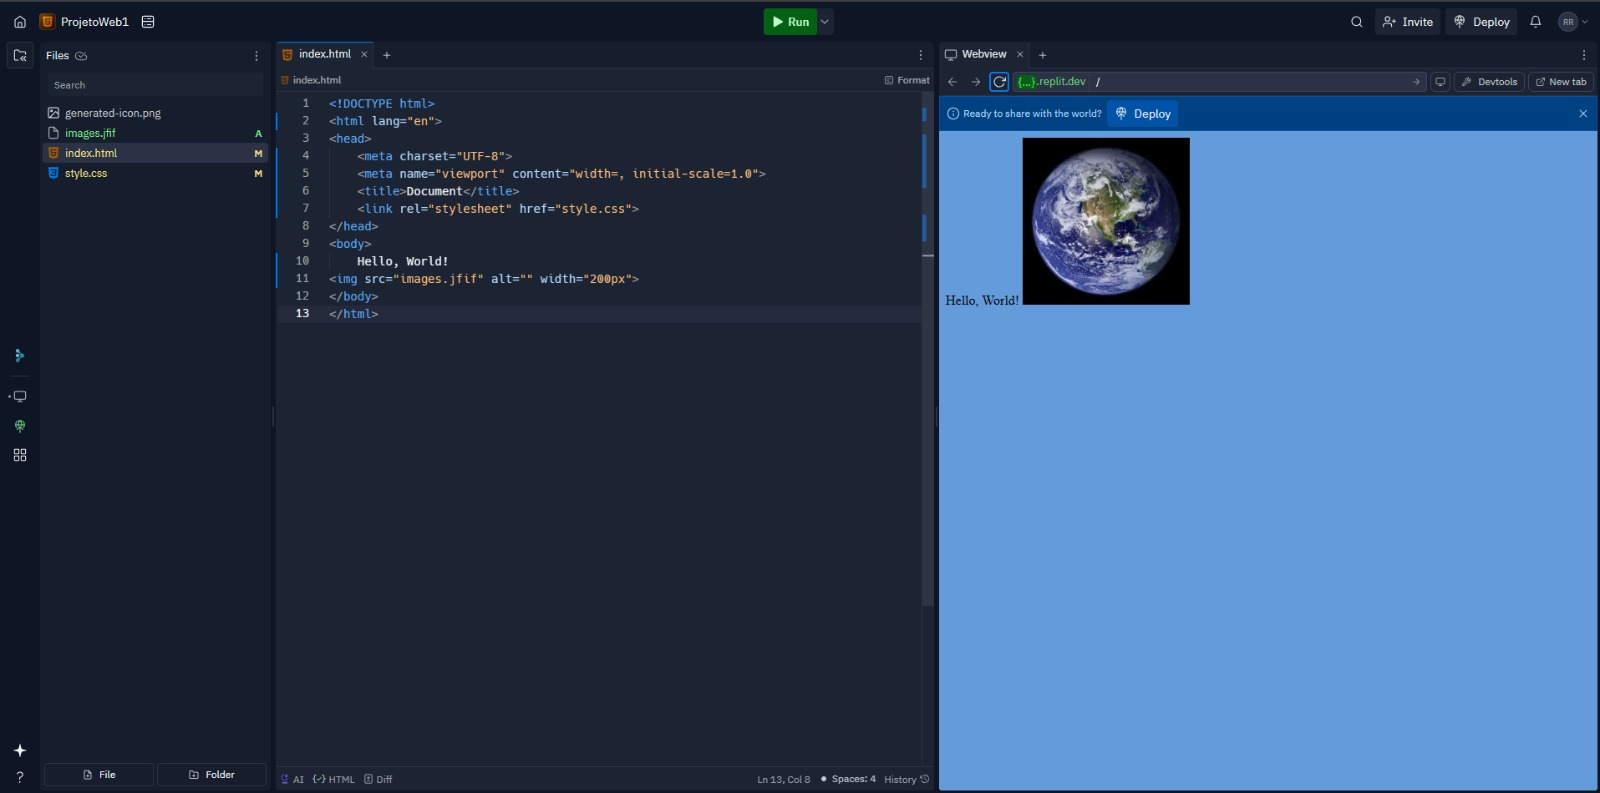 ProjetoWeb1
Run
Invite
Deploy
RR
Files
index.html
Webview
Search
index.html
Format
{...}.replit.dev /
Devtools
New tab
Ready to share with the world?
Deploy
generated-icon.png
images.jfif A
index.html M
style.css M
1 <!DOCTYPE html>
2 <html lang="en">
3 <head>
4 <meta charset="UTF-8">
5 <meta name="viewport" content="width=, initial-scale=1.0">
6 <title>Document</title>
7 <link rel="stylesheet" href="style.css">
8 </head>
9 <body>
10 Hello, World!
11 <img src="images.jfif" alt="" width="200px">
12 </body>
13 </html>
Hello, World!
File
Folder
AI
HTML
Diff
Ln 13, Col 8
Spaces: 4
History